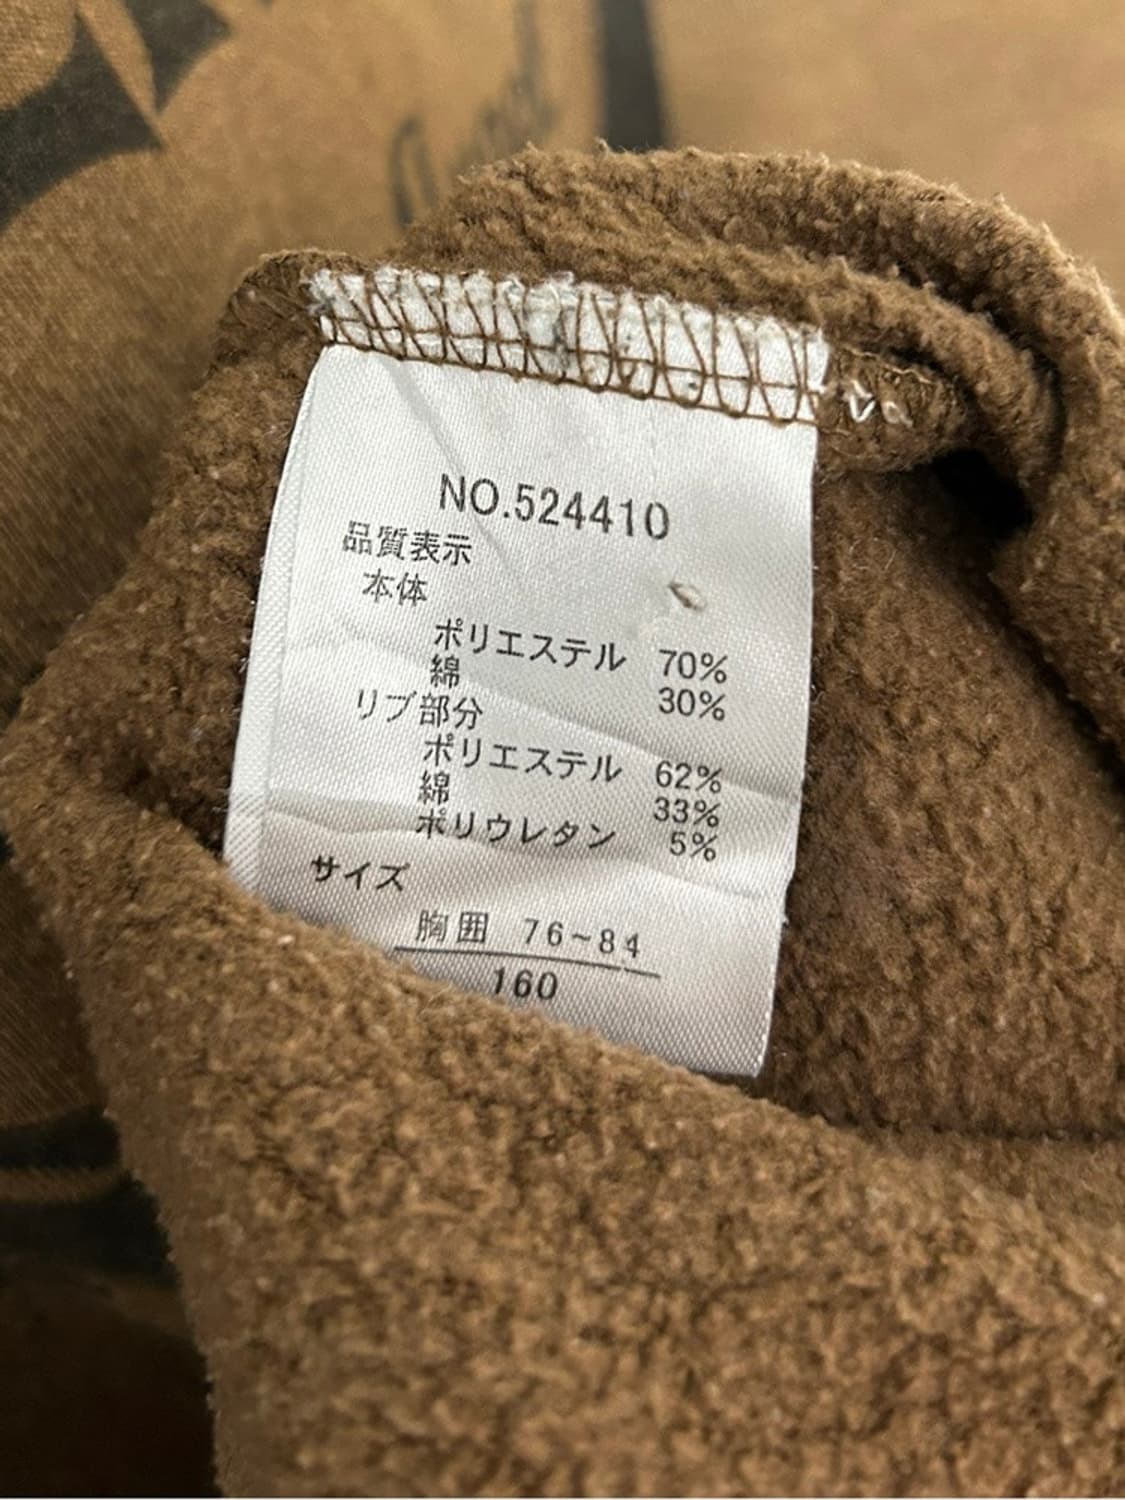 NO.524410
品質表示
本体
ポリエステル 70%
綿 30%
リブ部分
ポリエステル 62%
綿 33%
ポリウレタン 5%
サイズ
胸囲 76~84
160